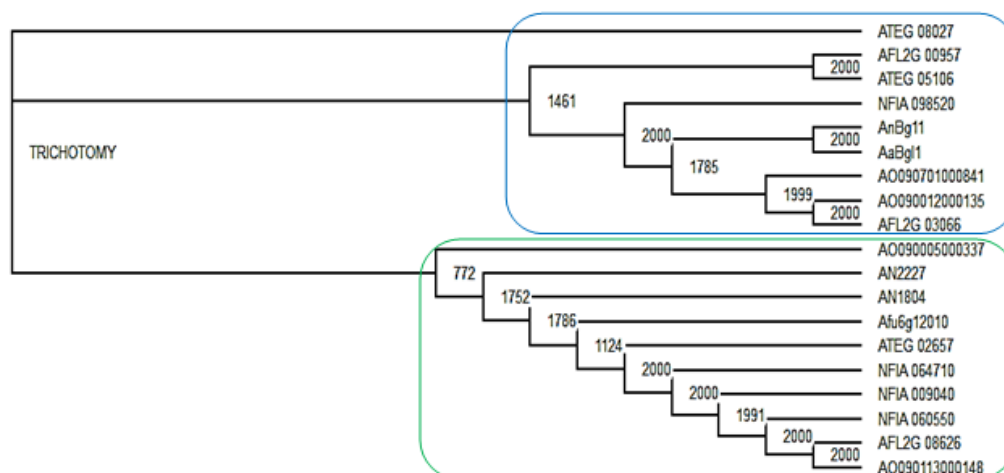 ATEG 08027
AFL2G 00957
2000
ATEG 05106
1461
NFIA 098520
AnBg11
2000
2000
TRICHOTOMY
AaBgl1
1785
AO090701000841
1999
AO090012000135
2000
AFL2G 03066
AO090005000337
772
AN2227
1752
AN1804
1786
Afu6g12010
1124
ATEG 02657
2000
NFIA 064710
2000
NFIA 009040
1991
NFIA 060550
2000
AFL2G 08626
2000
AO090113000148